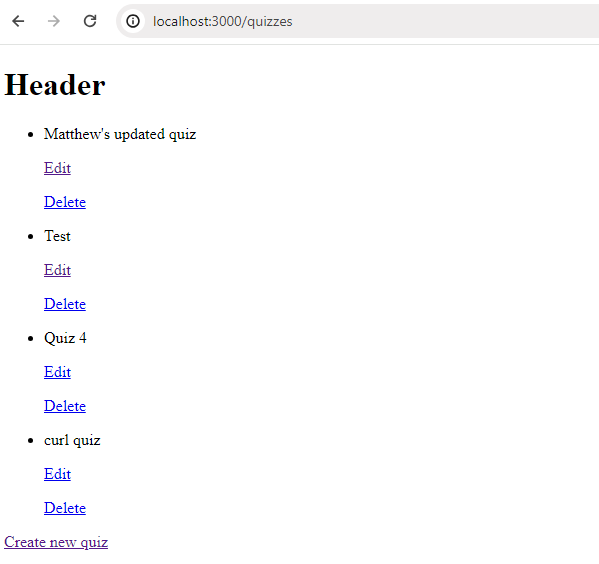 localhost:3000/quizzes
Header
Matthew's updated quiz
Edit
Delete
Test
Edit
Delete
Quiz 4
Edit
Delete
curl quiz
Edit
Delete
Create new quiz